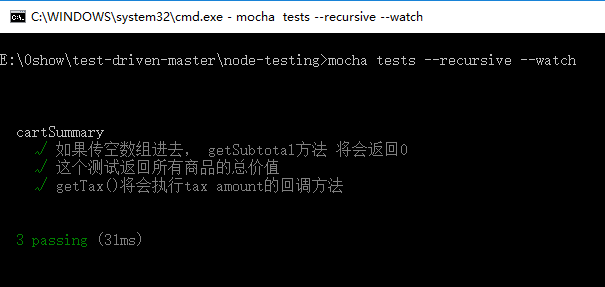 C:\WINDOWS\system32\cmd.exe - mocha  tests --recursive --watch
E:\0show\test-driven-master\node-testing>mocha tests --recursive --watch
cartSummary
√ 如果传空数组进去， getSubtotal方法 将会返回0
√ 这个测试返回所有商品的总价值
√ getTax()将会执行tax amount的回调方法
3 passing (31ms)